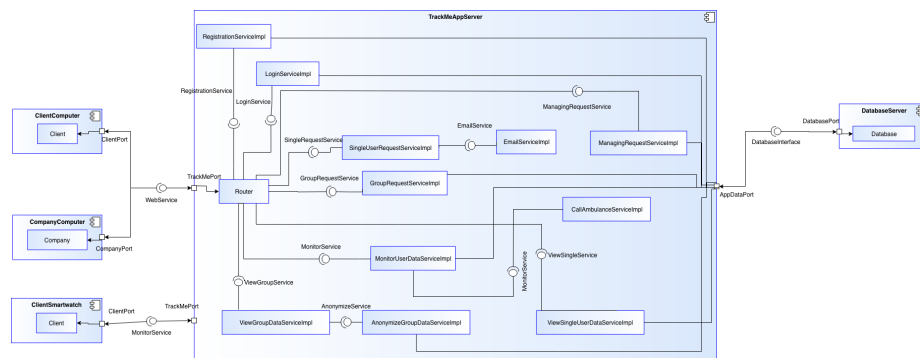 TrackMeAppServer
RegistrationServiceImpl
LoginServiceImpl
RegistrationService
LoginService
ManagingRequestService
ClientComputer
Client
ClientPort
SingleRequestService
SingleUserRequestServiceImpl
EmailService
EmailServiceImpl
ManagingRequestServiceImpl
DatabaseServer
DatabasePort
Database
DatabaseInterface
TrackMePort
WebService
Router
GroupRequestService
GroupRequestServiceImpl
AppDataPort
CallAmbulanceServiceImpl
CompanyComputer
Company
CompanyPort
MonitorService
MonitorUserDataServiceImpl
MonitorService
ViewSingleService
ViewGroupService
ClientSmartwatch
Client
ClientPort
MonitorService
TrackMePort
ViewGroupDataServiceImpl
AnonymizeService
AnonymizeGroupDataServiceImpl
ViewSingleUserDataServiceImpl